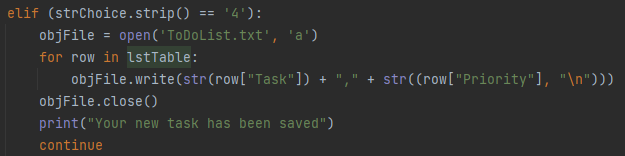 elif (strChoice.strip() == '4'):
    objFile = open('ToDoList.txt', 'a')
    for row in lstTable:
        objFile.write(str(row["Task"]) + "," + str((row["Priority"], "\n")))
    objFile.close()
    print("Your new task has been saved")
    continue